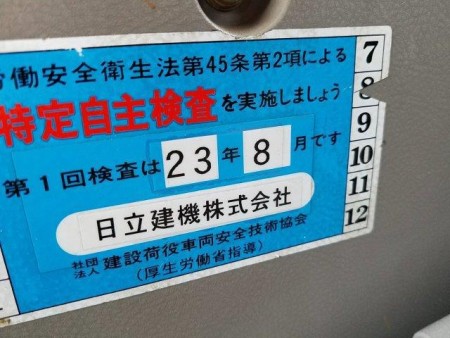 労働安全衛生法第45条第2項による
特定自主検査を実施しましょう
第1回検査は23年8月です
日立建機株式会社
社団法人 建設荷役車両安全技術協会
(厚生労働省指導)
7
8
9
10
11
12